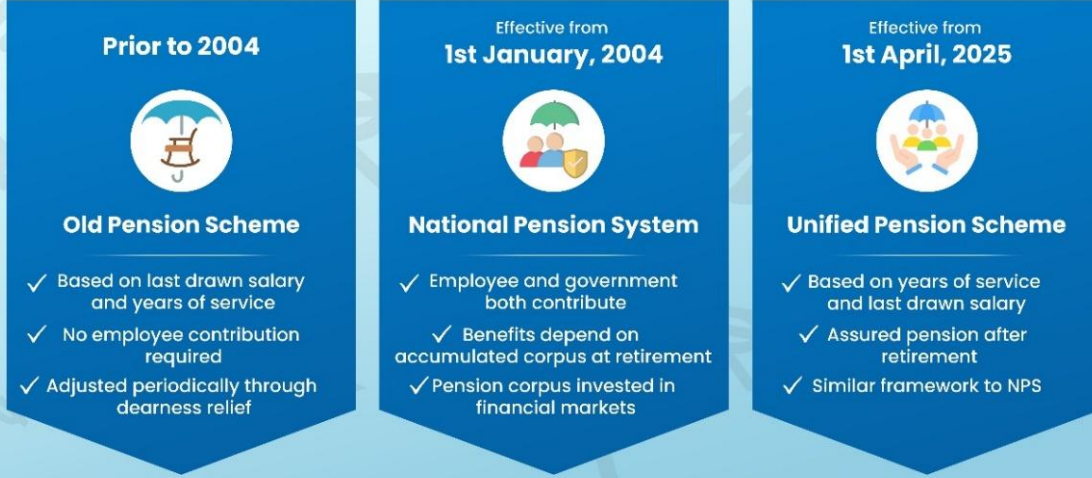 Prior to 2004
Old Pension Scheme
✓ Based on last drawn salary
and years of service
✓ No employee contribution
required
✓ Adjusted periodically through
dearness relief
Effective from
1st January, 2004
National Pension System
✓ Employee and government
both contribute
✓ Benefits depend on
accumulated corpus at retirement
✓ Pension corpus invested in
financial markets
Effective from
1st April, 2025
Unified Pension Scheme
✓ Based on years of service
and last drawn salary
✓ Assured pension after
retirement
✓ Similar framework to NPS